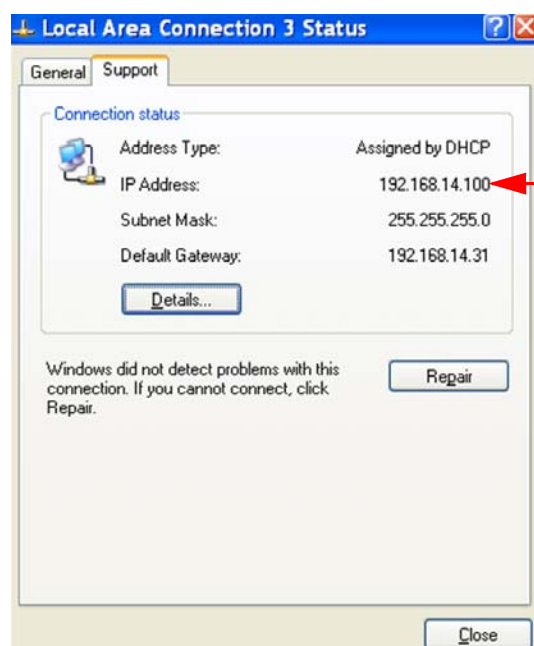 Local Area Connection 3 Status
General Support
Connection status
Address Type: Assigned by DHCP
IP Address: 192.168.14.100
Subnet Mask: 255.255.255.0
Default Gateway: 192.168.14.31
Details...
Windows did not detect problems with this
connection. If you cannot connect, click
Repair.
Repair
Close